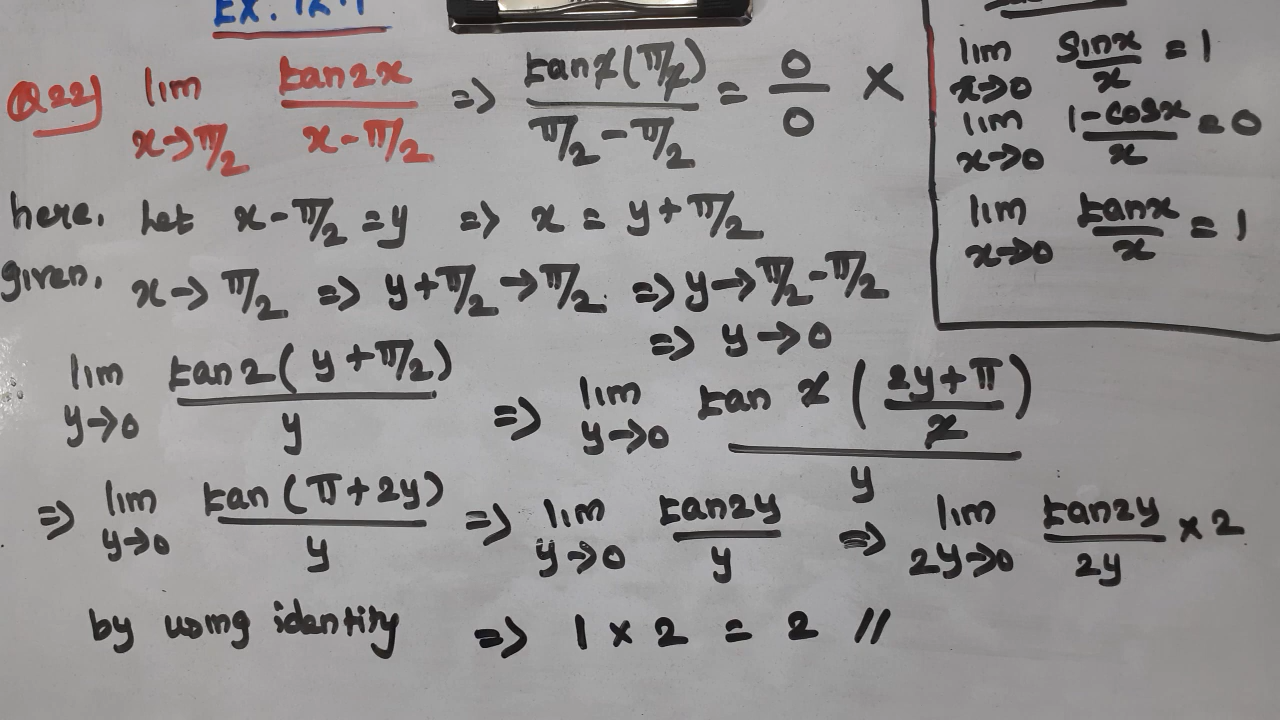 Q22) lim x→π/2 tan2x / x-π/2 => tan2(π/2) / π/2-π/2 = 0/0 ×
here, Let x-π/2 = y => x = y+π/2
given, x→π/2 => y+π/2→π/2 => y→π/2-π/2
=> y→0
lim y→0 tan2(y+π/2) / y => lim y→0 tan 2(2y+π / 2) / y
=> lim y→0 tan(π+2y) / y => lim y→0 tan2y / y => lim 2y→0 tan2y / 2y × 2
by using identity => 1 × 2 = 2 //
lim x→0 sinx / x = 1
lim x→0 1-cosx / x = 0
lim x→0 tanx / x = 1